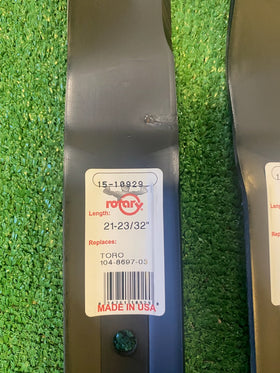 15-10929
rotary
Length:
21-23/32"
Replaces:
TORO
104-8697-03
MADE IN USA